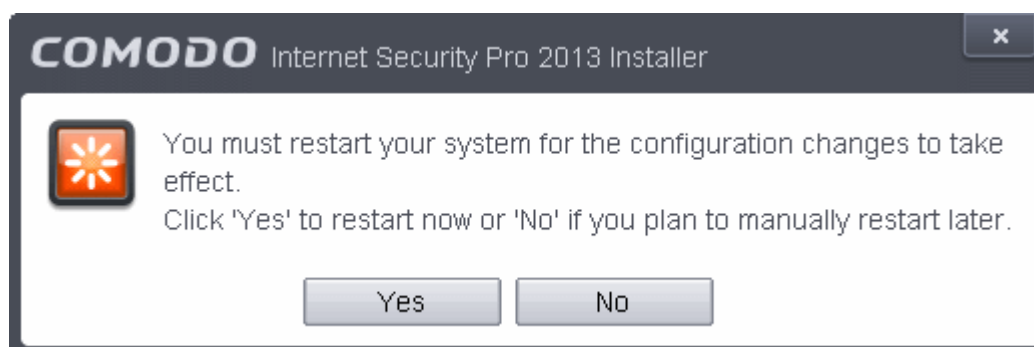 COMODO Internet Security Pro 2013 Installer
You must restart your system for the configuration changes to take
effect.
Click 'Yes' to restart now or 'No' if you plan to manually restart later.
Yes No